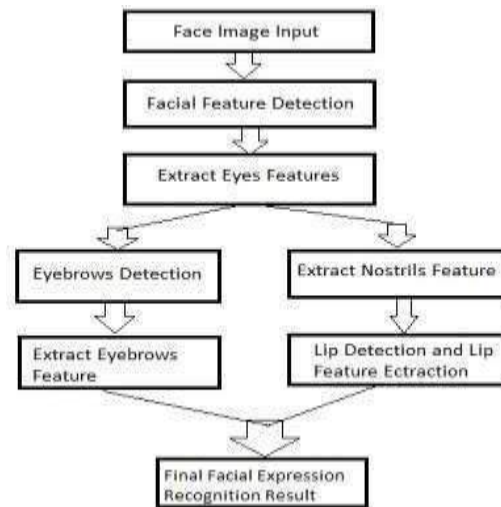 Face Image Input
Facial Feature Detection
Extract Eyes Features
Eyebrows Detection
Extract Nostrils Feature
Extract Eyebrows
Feature
Lip Detection and Lip
Feature Ectraction
Final Facial Expression
Recognition Result